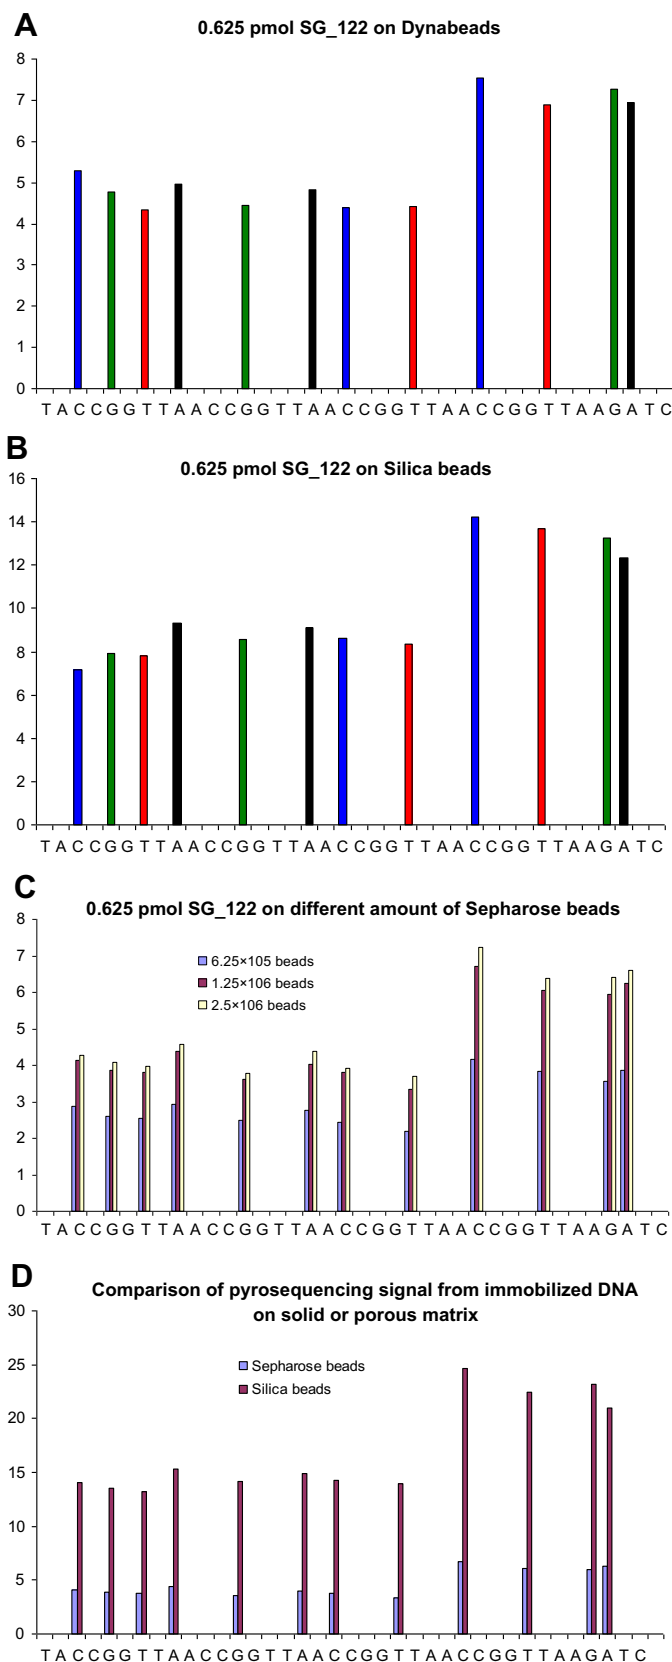 A
0.625 pmol SG_122 on Dynabeads
8
7
6
5
4
3
2
1
0
T A C C G G T T A A C C G G T T A A C C G G T T A A C C G G T T A A G A T C
B
0.625 pmol SG_122 on Silica beads
16
14
12
10
8
6
4
2
0
T A C C G G T T A A C C G G T T A A C C G G T T A A C C G G T T A A G A T C
C
0.625 pmol SG_122 on different amount of Sepharose beads
8
7
6
5
4
3
2
1
0
6.25×105 beads
1.25×106 beads
2.5×106 beads
T A C C G G T T A A C C G G T T A A C C G G T T A A C C G G T T A A G A T C
D
Comparison of pyrosequencing signal from immobilized DNA
on solid or porous matrix
30
25
20
15
10
5
0
Sepharose beads
Silica beads
T A C C G G T T A A C C G G T T A A C C G G T T A A C C G G T T A A G A T C